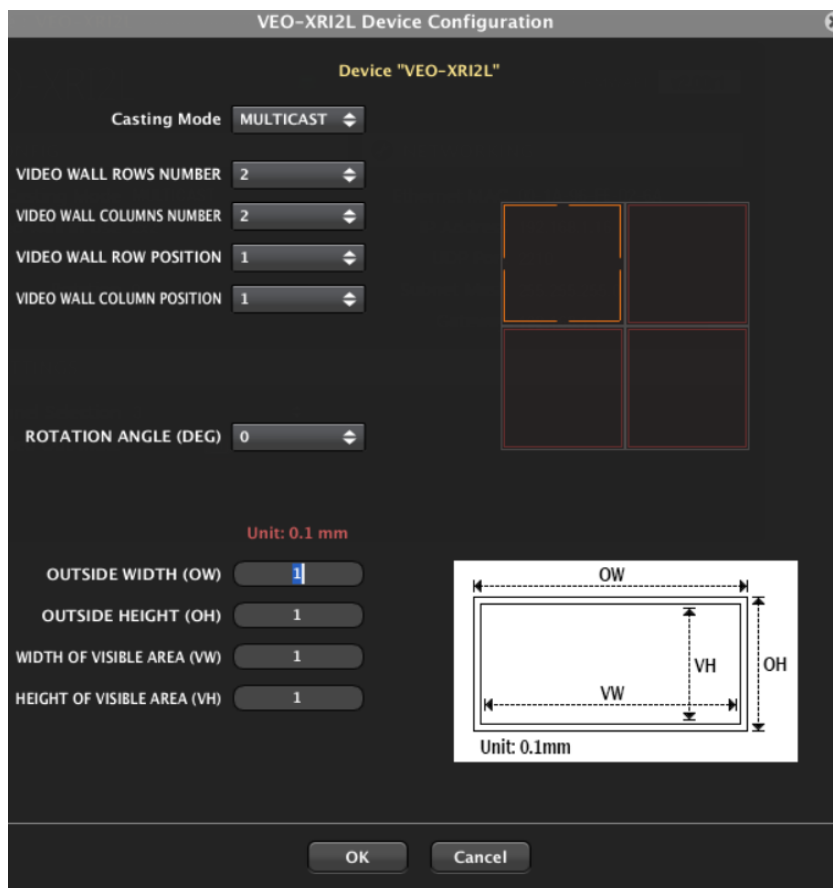 VEO-XRI2L Device Configuration
Device "VEO-XRI2L"
Casting Mode MULTICAST
VIDEO WALL ROWS NUMBER 2
VIDEO WALL COLUMNS NUMBER 2
VIDEO WALL ROW POSITION 1
VIDEO WALL COLUMN POSITION 1
ROTATION ANGLE (DEG) 0
Unit: 0.1 mm
OUTSIDE WIDTH (OW) 1
OUTSIDE HEIGHT (OH) 1
WIDTH OF VISIBLE AREA (VW) 1
HEIGHT OF VISIBLE AREA (VH) 1
OW
VH
OH
VW
Unit: 0.1mm
OK Cancel